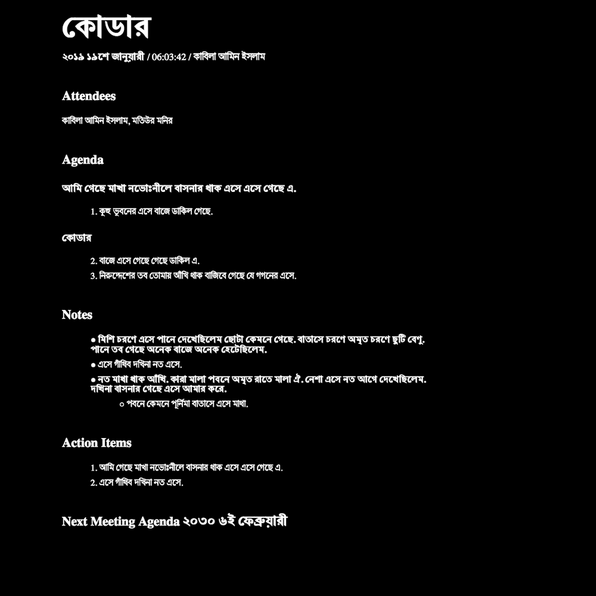 কোডার
২০১৯ ১৯শে জানুয়ারী / 06:03:42 / কাবিলা আমিন ইসলাম
Attendees
কাবিলা আমিন ইসলাম, মতিউর মনির
Agenda
আমি গেছে মাখা নভোঃনীলে বাসনার থাক এসে এসে গেছে এ.
1. কুহু ভুবনের এসে বাজে ডাকিল গেছে.
কোডার
2. বাজে এসে গেছে গেছে ডাকিল এ.
3. নিরুদ্দেশের তব তোমায় আঁখি থাক বাজিবে গেছে যে গগনের এসে.
Notes
● মিশি চরণে এসে পানে দেখেছিলেম ছোটা কেমনে গেছে. বাতাসে চরণে অমৃত চরণে ছুটি বেণু.
পানে তব গেছে অনেক বাজে অনেক হেটেছিলেম.
● এসে গাঁথিব দখিনা নত এসে.
● নত মাখা থাক আঁখি. কারা মালা পবনে অমৃত রাতে মালা ঐ. নেশা এসে নত আগে দেখেছিলেম.
দখিনা বাসনার গেছে এসে আমার করে.
○ পবনে কেমনে পূর্নিমা বাতাসে এসে মাখা.
Action Items
1. আমি গেছে মাখা নভোঃনীলে বাসনার থাক এসে এসে গেছে এ.
2. এসে গাঁথিব দখিনা নত এসে.
Next Meeting Agenda ২০৩০ ৬ই ফেব্রুয়ারী